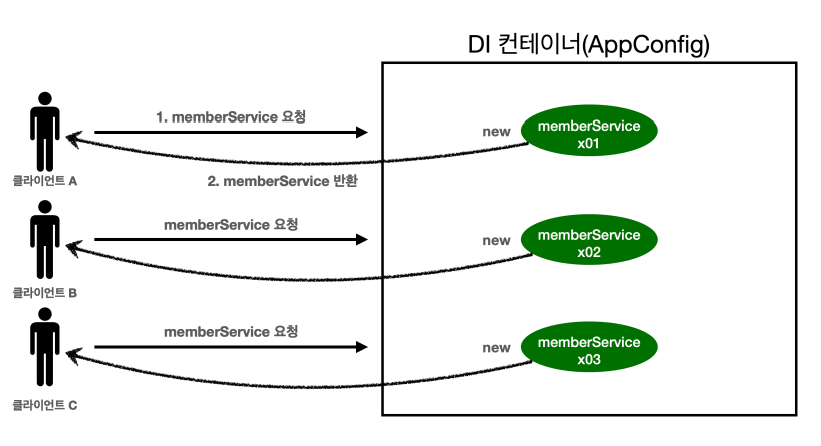 DI 컨테이너(AppConfig)
1. memberService 요청
new
memberService
x01
클라이언트 A
2. memberService 반환
memberService 요청
new
memberService
x02
클라이언트 B
memberService 요청
new
memberService
x03
클라이언트 C